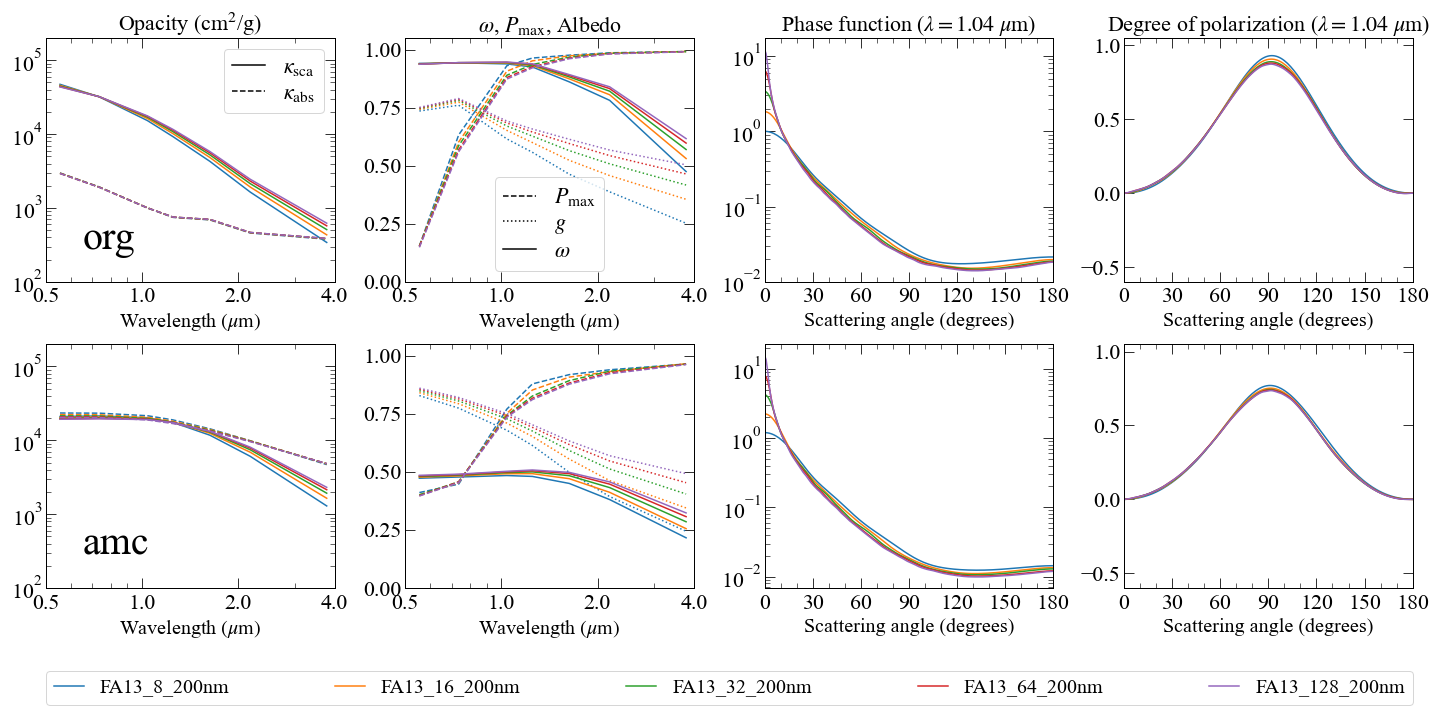 Opacity (cm²/g)
ω, P_max, Albedo
Phase function (λ = 1.04 μm)
Degree of polarization (λ = 1.04 μm)
10⁵
10⁴
10³
10²
κ_sca
κ_abs
org
0.5 1.0 2.0 4.0
Wavelength (μm)
1.00
0.75
0.50
0.25
0.00
P_max
g
ω
0.5 1.0 2.0 4.0
Wavelength (μm)
10¹
10⁰
10⁻¹
10⁻²
0 30 60 90 120 150 180
Scattering angle (degrees)
1.0
0.5
0.0
−0.5
0 30 60 90 120 150 180
Scattering angle (degrees)
10⁵
10⁴
10³
10²
amc
0.5 1.0 2.0 4.0
Wavelength (μm)
1.00
0.75
0.50
0.25
0.00
0.5 1.0 2.0 4.0
Wavelength (μm)
10¹
10⁰
10⁻¹
10⁻²
0 30 60 90 120 150 180
Scattering angle (degrees)
1.0
0.5
0.0
−0.5
0 30 60 90 120 150 180
Scattering angle (degrees)
FA13_8_200nm FA13_16_200nm FA13_32_200nm FA13_64_200nm FA13_128_200nm